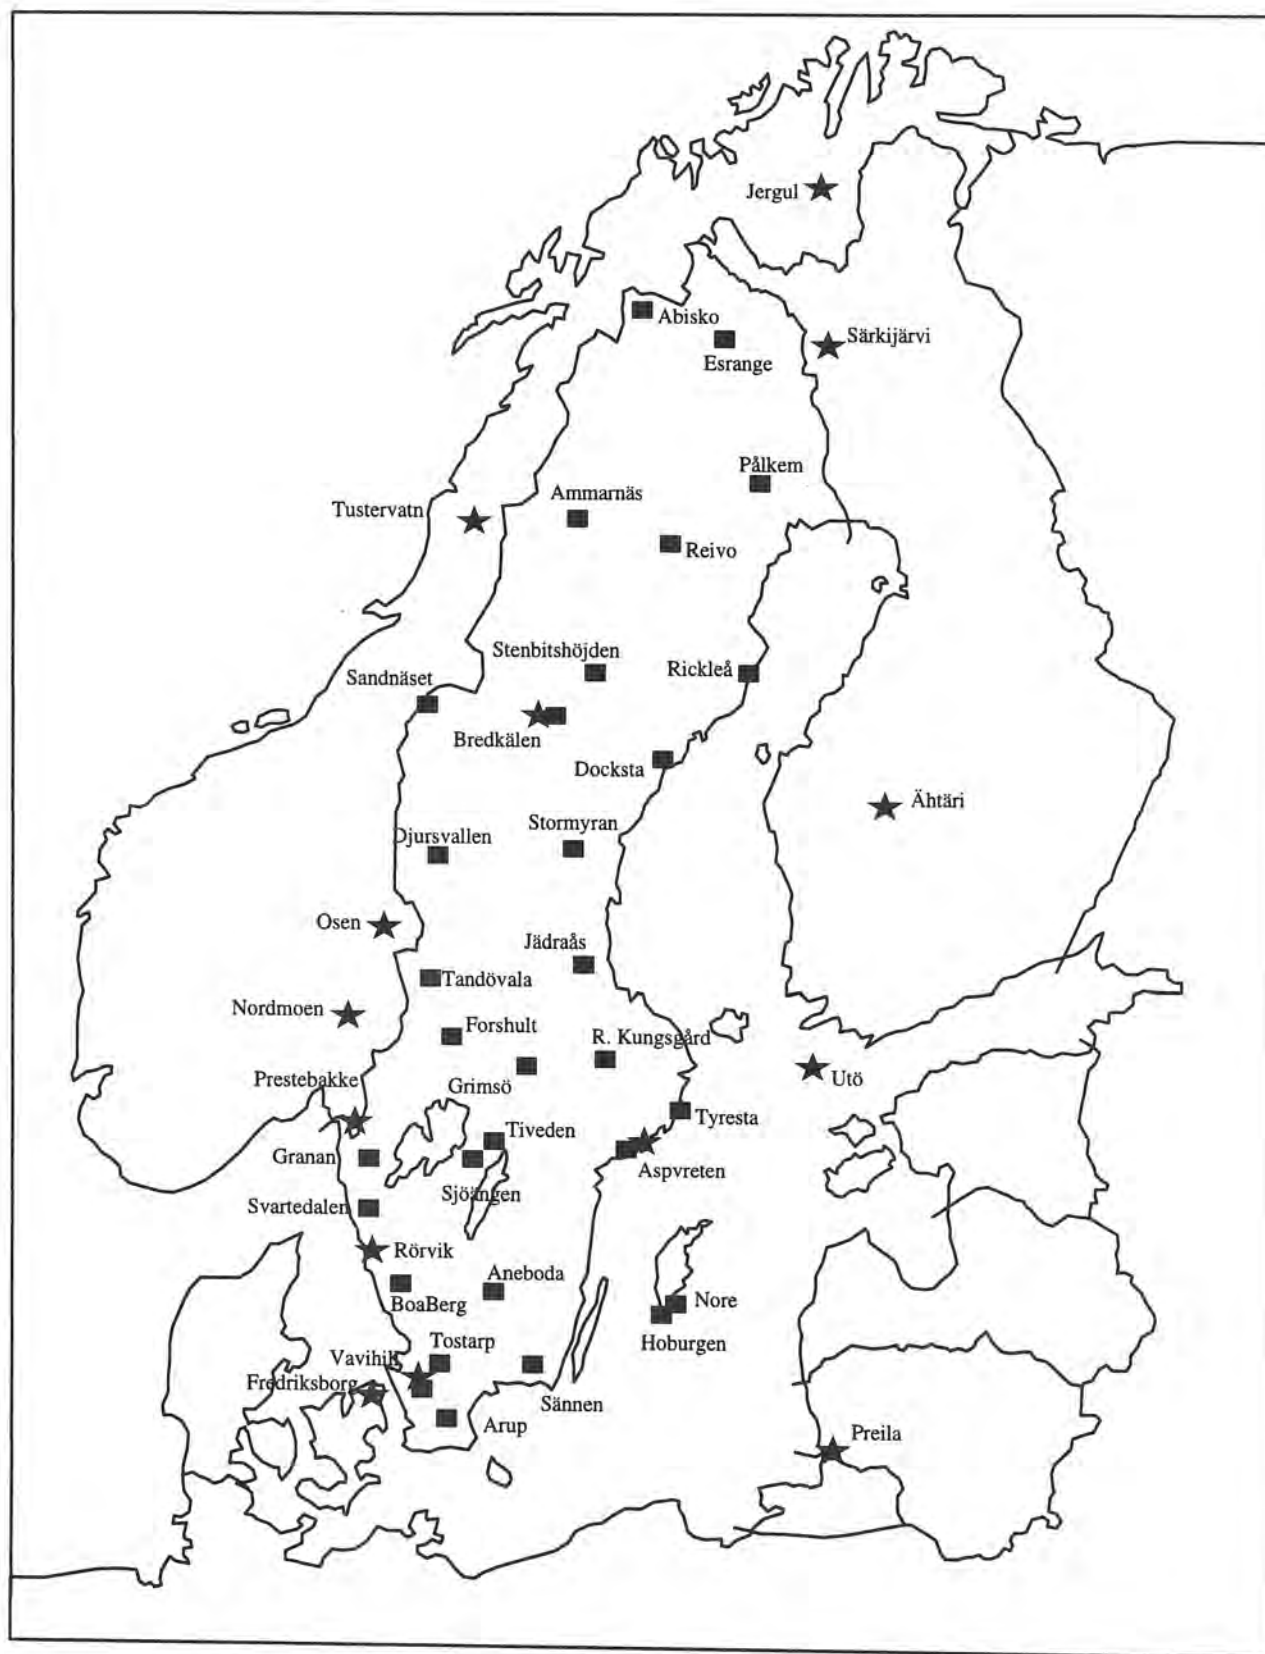 Jergul
Abisko
Särkijärvi
Esrange
Pålkem
Ammarnäs
Tustervatn
Reivo
Stenbitshöjden
Rickleå
Sandnäset
Bredkälen
Docksta
Ähtäri
Stormyran
Djursvallen
Osen
Jädraås
Tandövala
Nordmoen
Forshult
R. Kungsgård
Prestebakke
Grimsö
Utö
Tyresta
Tiveden
Granan
Aspvreten
Sjöängen
Svartedalen
Rörvik
Aneboda
BoaBerg
Nore
Hoburgen
Tostarp
Vavihill
Fredriksborg
Sännen
Arup
Preila